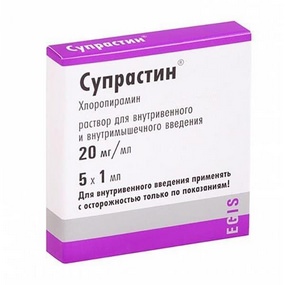 Супрастин®
Хлоропирамин
раствор для внутривенного
и внутримышечного введения
20 мг/мл
5 x 1 мл
Для внутривенного введения применять
с осторожностью только по показаниям!
EGIS